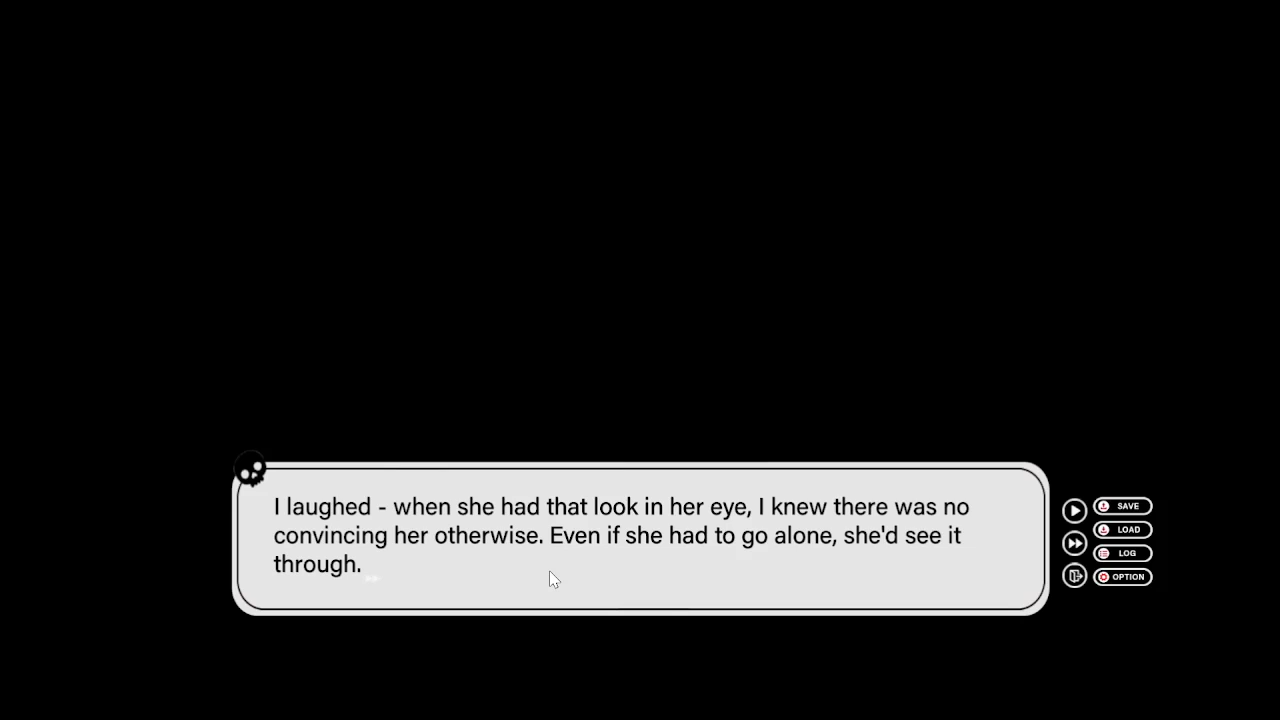 I laughed - when she had that look in her eye, I knew there was no
convincing her otherwise. Even if she had to go alone, she'd see it
through.
SAVE
LOAD
LOG
OPTION